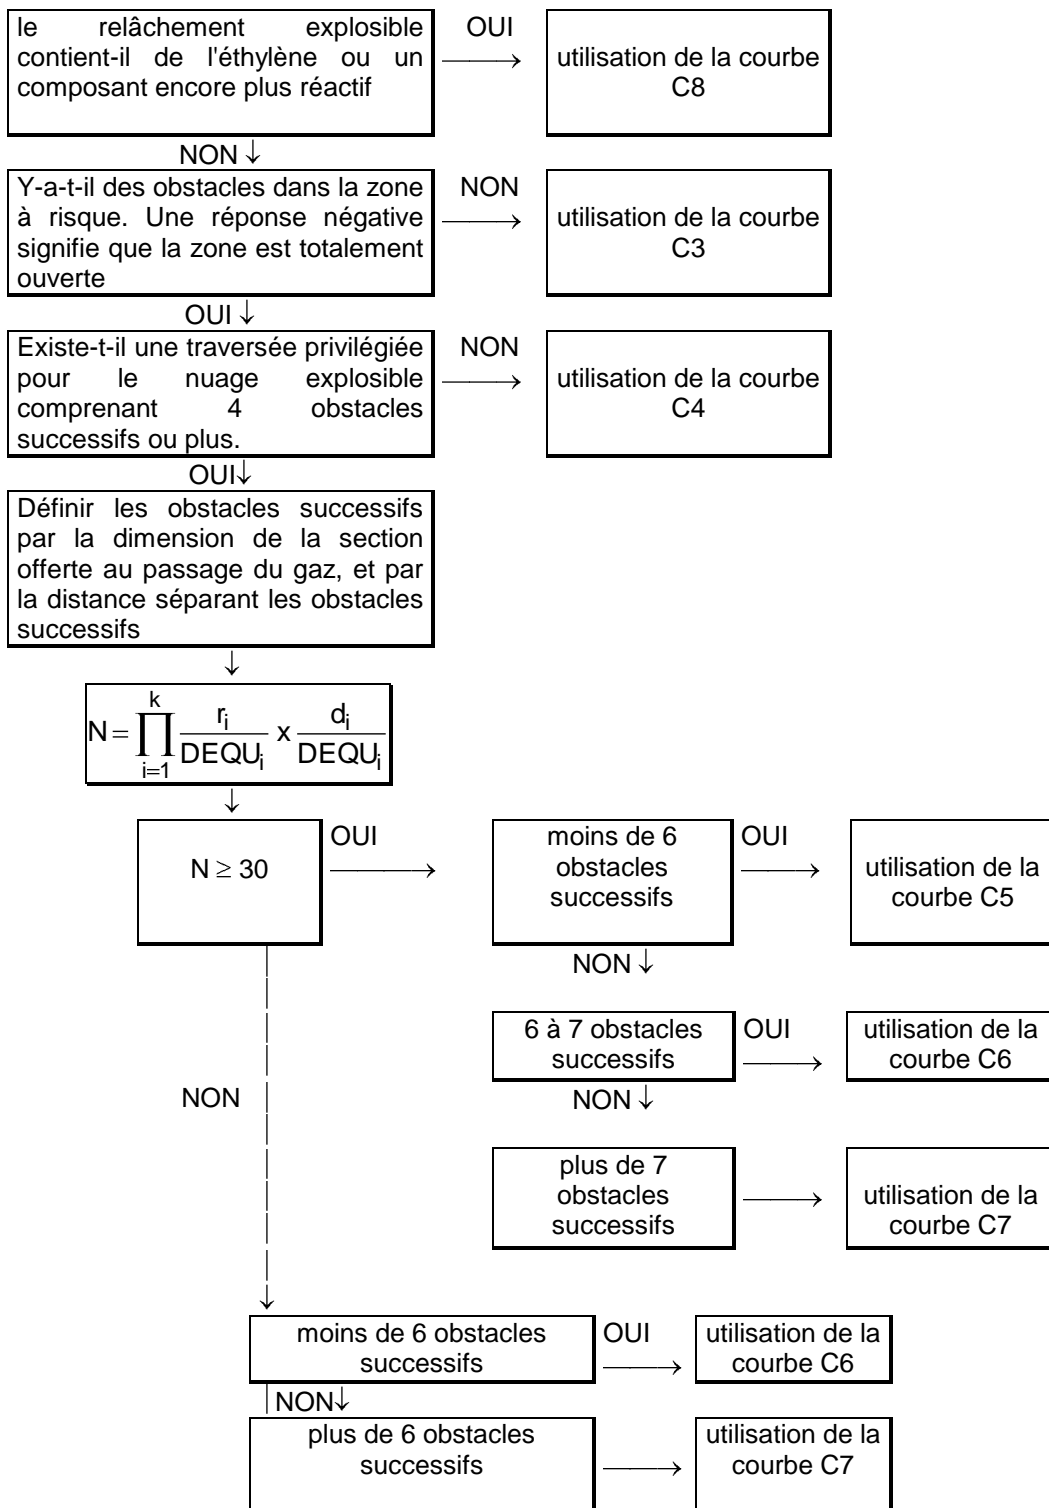 le relâchement explosible
contient-il de l'éthylène ou un
composant encore plus réactif
OUI
utilisation de la courbe
C8
NON ↓
Y-a-t-il des obstacles dans la zone
à risque. Une réponse négative
signifie que la zone est totalement
ouverte
NON
utilisation de la courbe
C3
OUI ↓
Existe-t-il une traversée privilégiée
pour le nuage explosible
comprenant 4 obstacles
successifs ou plus.
NON
utilisation de la courbe
C4
OUI↓
Définir les obstacles successifs
par la dimension de la section
offerte au passage du gaz, et par
la distance séparant les obstacles
successifs
N = ∏_{i=1}^{k} r_i/DEQU_i x d_i/DEQU_i
N ≥ 30
OUI
moins de 6
obstacles
successifs
OUI
utilisation de la
courbe C5
NON ↓
6 à 7 obstacles
successifs
OUI
utilisation de la
courbe C6
NON
NON ↓
plus de 7
obstacles
successifs
utilisation de la
courbe C7
moins de 6 obstacles
successifs
OUI
utilisation de la
courbe C6
NON↓
plus de 6 obstacles
successifs
utilisation de la
courbe C7